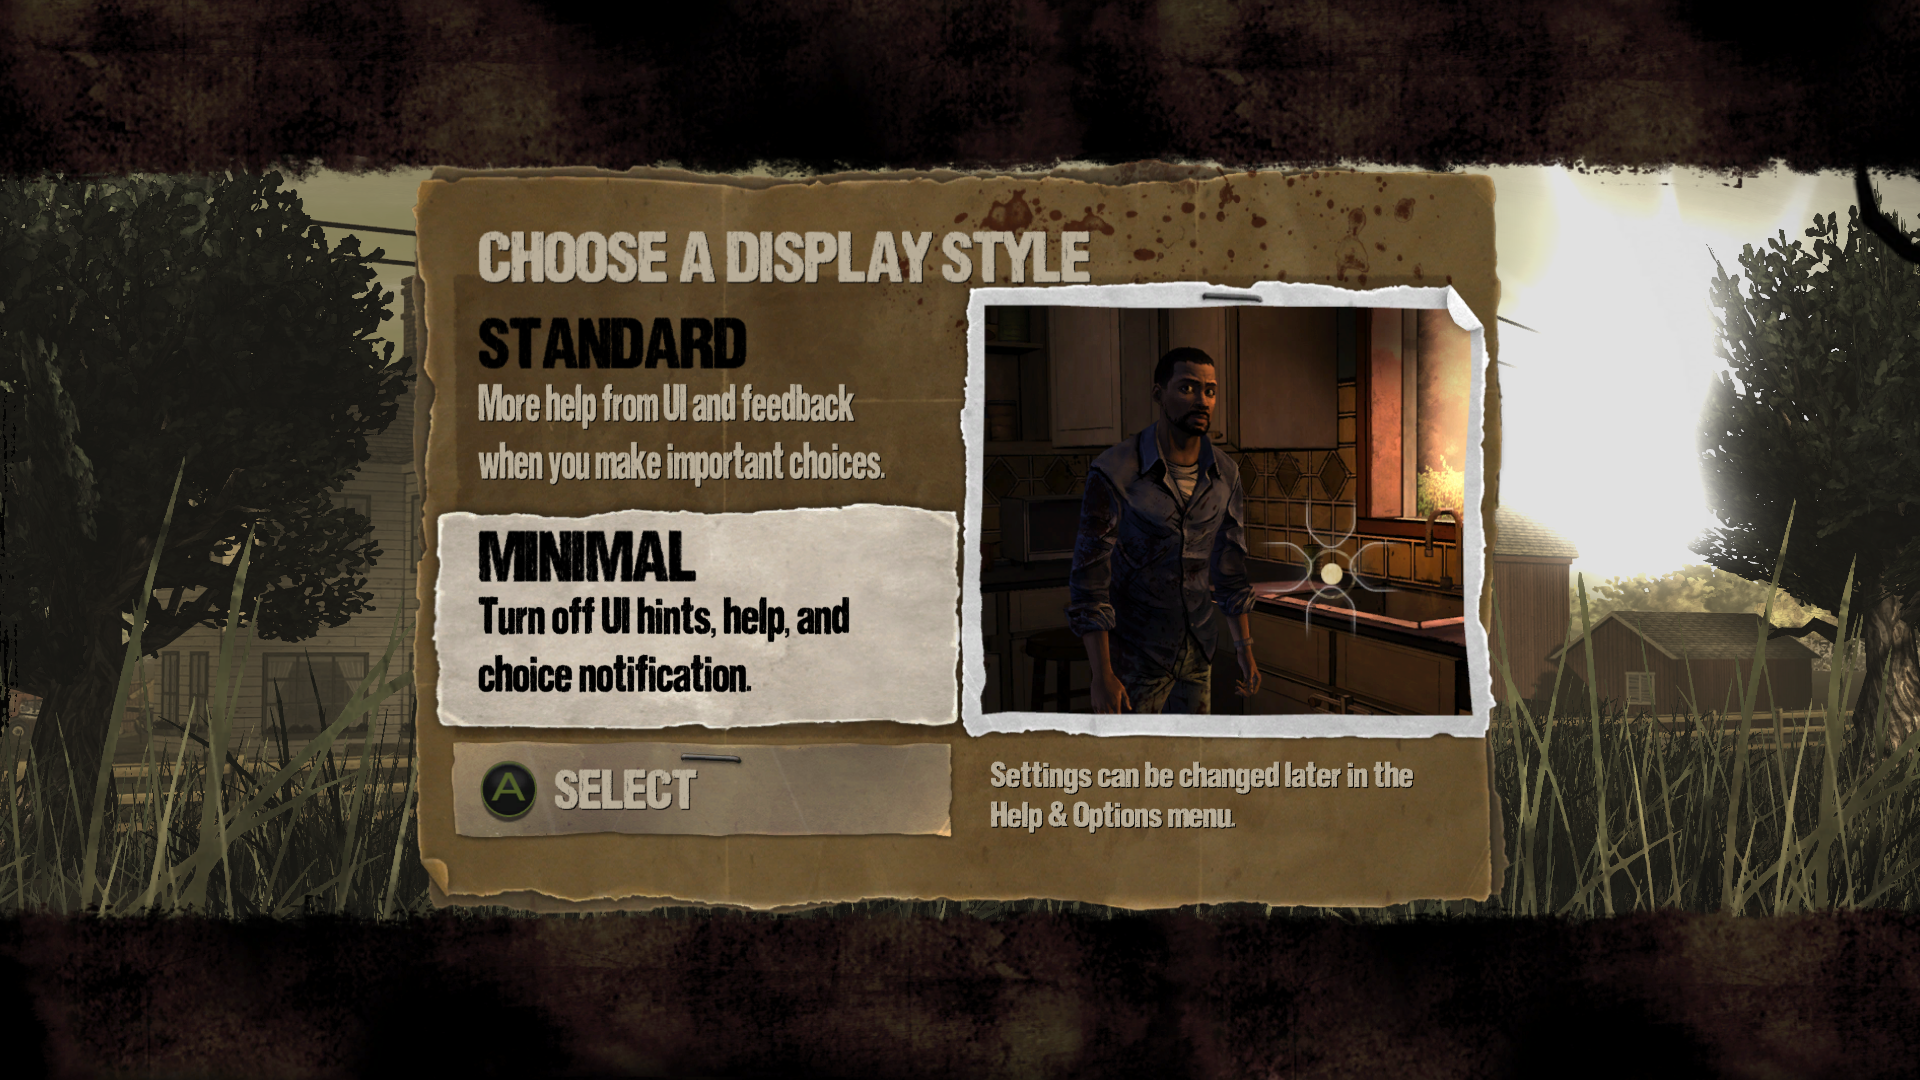 CHOOSE A DISPLAY STYLE
STANDARD
More help from UI and feedback
when you make important choices.
MINIMAL
Turn off UI hints, help, and
choice notification.
A SELECT
Settings can be changed later in the
Help & Options menu.